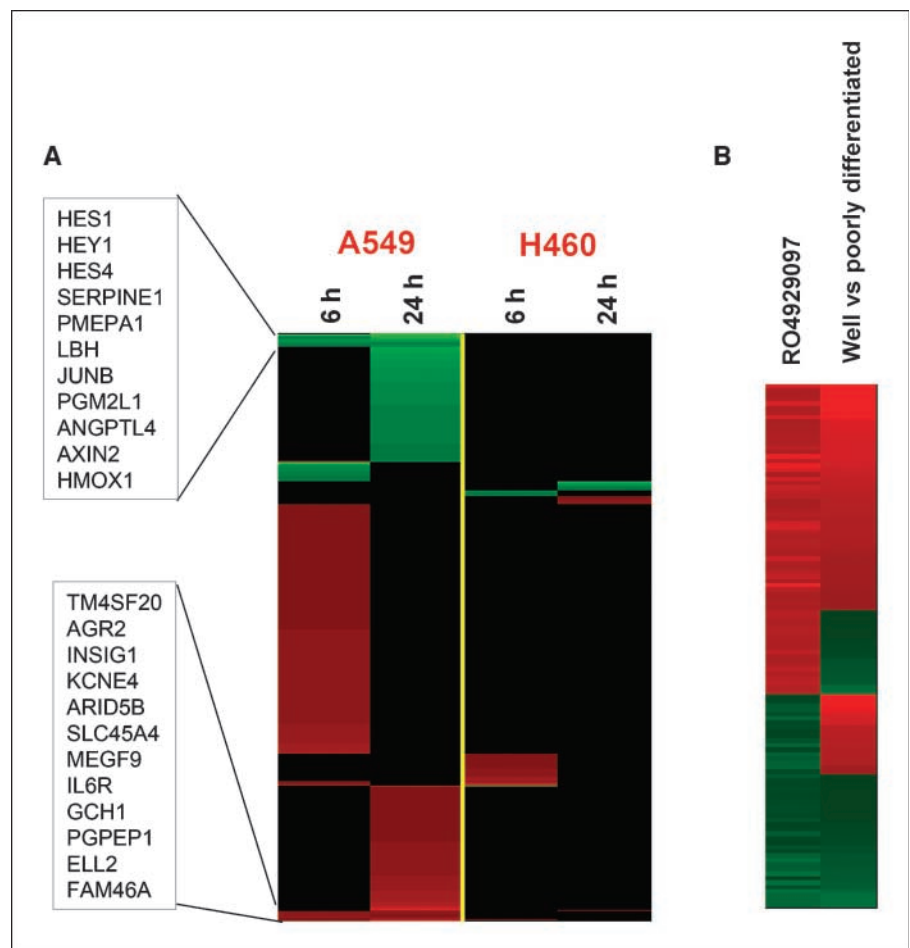 A
B
HES1
HEY1
HES4
SERPINE1
PMEPA1
LBH
JUNB
PGM2L1
ANGPTL4
AXIN2
HMOX1
TM4SF20
AGR2
INSIG1
KCNE4
ARID5B
SLC45A4
MEGF9
IL6R
GCH1
PGPEP1
ELL2
FAM46A
A549
H460
6 h
24 h
6 h
24 h
RO4929097
Well vs poorly differentiated